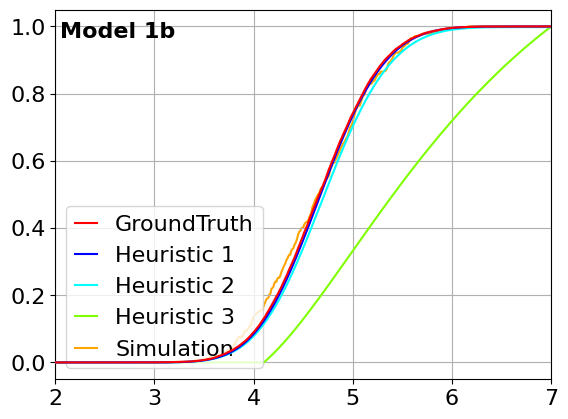 Model 1b
1.0
0.8
0.6
0.4
0.2
0.0
GroundTruth
Heuristic 1
Heuristic 2
Heuristic 3
Simulation
2 3 4 5 6 7